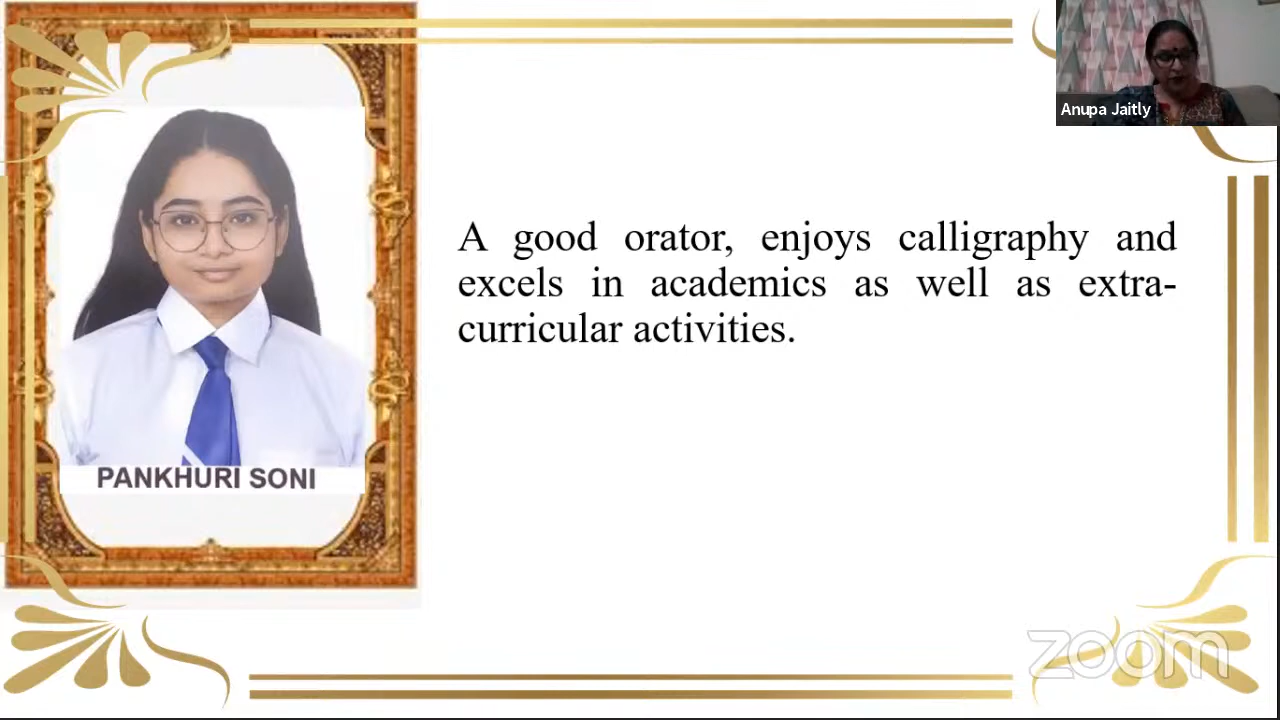 Anupa Jaitly
A good orator, enjoys calligraphy and
excels in academics as well as extra-
curricular activities.
PANKHURI SONI
zoom